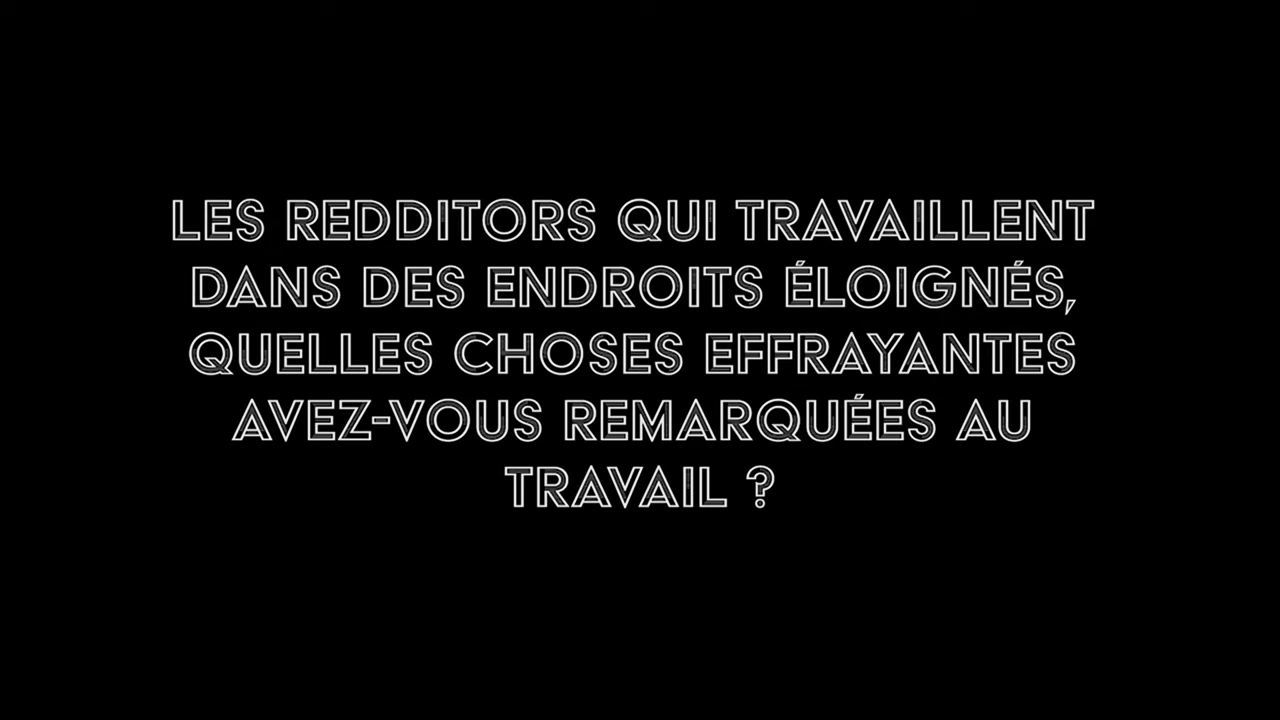 LES REDDITORS QUI TRAVAILLENT
DANS DES ENDROITS ÉLOIGNÉS,
QUELLES CHOSES EFFRAYANTES
AVEZ-VOUS REMARQUÉES AU
TRAVAIL ?